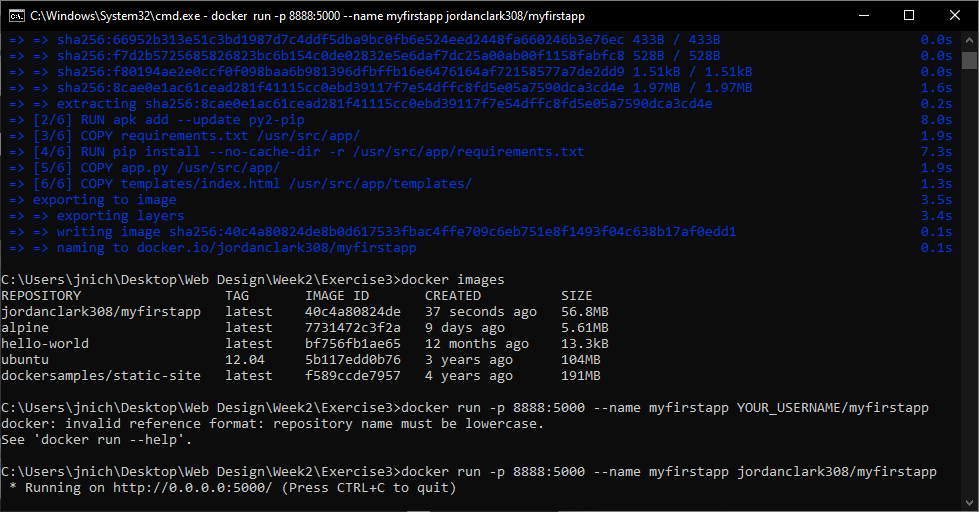 C:\Windows\System32\cmd.exe - docker run -p 8888:5000 --name myfirstapp jordanclark308/myfirstapp
=> => sha256:66952b313e51c3bd1987d7c4ddf5dba9bc0fb6e524eed2448fa660246b3e76ec 433B / 433B 0.0s
=> => sha256:f7d2b5725685826823bc6b154c0de02832e5e6daf7dc25a00ab00f1158fabfc8 528B / 528B 0.0s
=> => sha256:f80194ae2e0ccf0ff098baa6b981396dfbffb16e6476164af72158577a7de2dd9 1.51kB / 1.51kB 0.0s
=> => sha256:8cae0e1ac61cead281f41115cc0ebd39117f7e54dffc8fd5e05a7590dca3cd4e 1.97MB / 1.97MB 1.6s
=> => extracting sha256:8cae0e1ac61cead281f41115cc0ebd39117f7e54dffc8fd5e05a7590dca3cd4e 0.2s
=> [2/6] RUN apk add --update py2-pip 8.0s
=> [3/6] COPY requirements.txt /usr/src/app/ 1.9s
=> [4/6] RUN pip install --no-cache-dir -r /usr/src/app/requirements.txt 7.3s
=> [5/6] COPY app.py /usr/src/app/ 1.9s
=> [6/6] COPY templates/index.html /usr/src/app/templates/ 1.3s
=> exporting to image 3.5s
=> => exporting layers 3.4s
=> => writing image sha256:40c4a80824de8b0d617533fbac4ffe709c6eb751e8f1493f04c638b17af0edd1 0.1s
=> => naming to docker.io/jordanclark308/myfirstapp 0.1s
C:\Users\jnich\Desktop\Web Design\Week2\Exercise3>docker images
REPOSITORY TAG IMAGE ID CREATED SIZE
jordanclark308/myfirstapp latest 40c4a80824de 37 seconds ago 56.8MB
alpine latest 7731472c3f2a 9 days ago 5.61MB
hello-world latest bf756fb1ae65 12 months ago 13.3kB
ubuntu 12.04 5b117edd0b76 3 years ago 104MB
dockersamples/static-site latest f589ccde7957 4 years ago 191MB
C:\Users\jnich\Desktop\Web Design\Week2\Exercise3>docker run -p 8888:5000 --name myfirstapp YOUR_USERNAME/myfirstapp
docker: invalid reference format: repository name must be lowercase.
See 'docker run --help'.
C:\Users\jnich\Desktop\Web Design\Week2\Exercise3>docker run -p 8888:5000 --name myfirstapp jordanclark308/myfirstapp
* Running on http://0.0.0.0:5000/ (Press CTRL+C to quit)